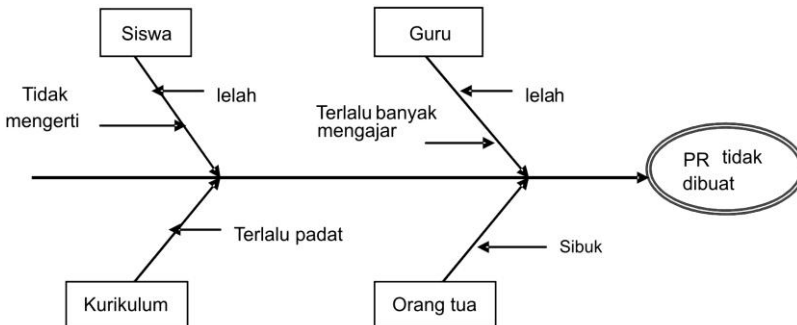 Siswa
Guru
Tidak
mengerti
lelah
Terlalu banyak
mengajar
lelah
PR tidak
dibuat
Terlalu padat
Sibuk
Kurikulum
Orang tua